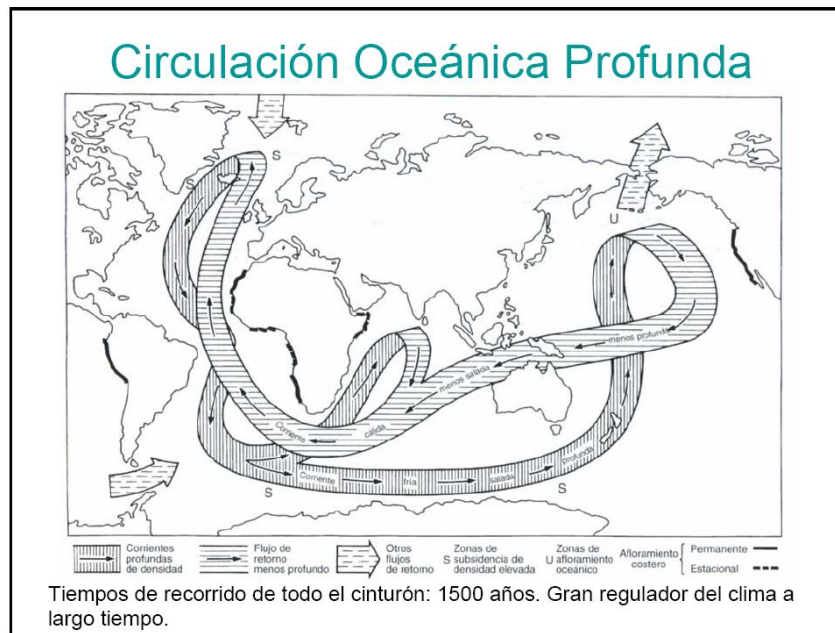 Circulación Oceánica Profunda
S
S
U
menos profunda
menos salada
cálida
Corriente
Corriente
fría
salada
profunda
S
S
Corrientes profundas de densidad
Flujo de retorno menos profundo
Otros flujos de retorno
Zonas de S subsidencia de densidad elevada
Zonas de U afloramiento oceánico
Afloramiento costero
Permanente
Estacional
Tiempos de recorrido de todo el cinturón: 1500 años. Gran regulador del clima a
largo tiempo.